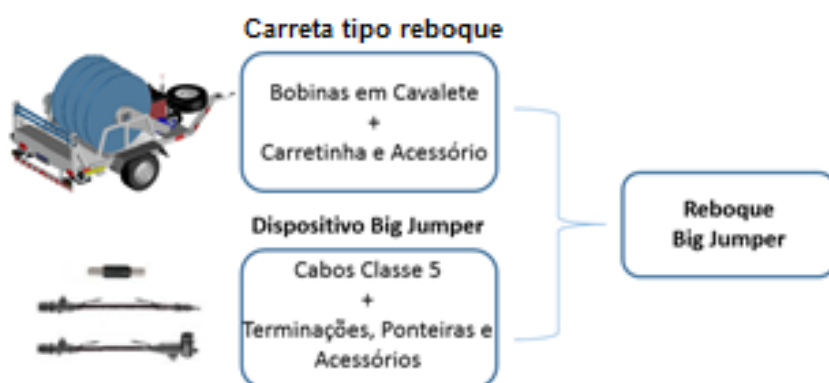 Carreta tipo reboque
Bobinas em Cavalete
+
Carretinha e Acessório
Dispositivo Big Jumper
Cabos Classe 5
+
Terminações, Ponteiras e
Acessórios
Reboque
Big Jumper